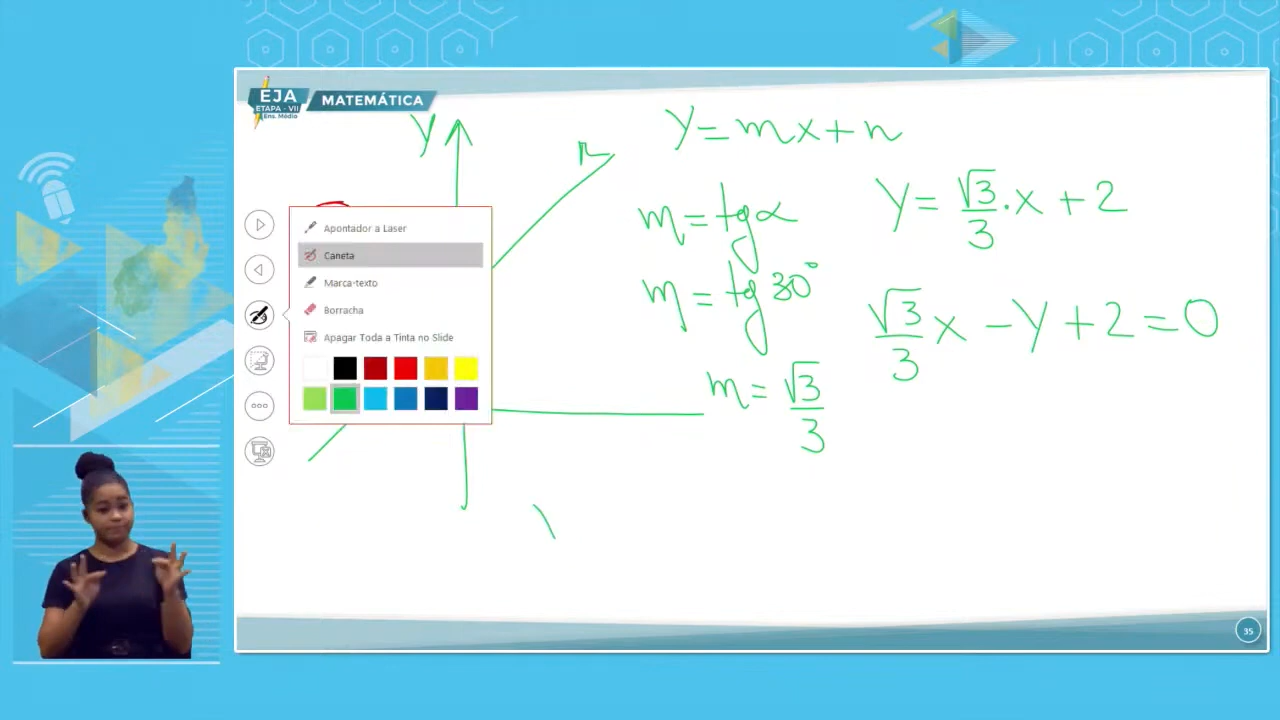 EJA
ETAPA - VII
Ens. Médio
MATEMÁTICA
y
r
Apontador a Laser
Caneta
Marca-texto
Borracha
Apagar Toda a Tinta no Slide
y = mx + n
m = tg α
m = tg 30°
m = √3/3
y = √3/3 . x + 2
√3/3 x - y + 2 = 0
35